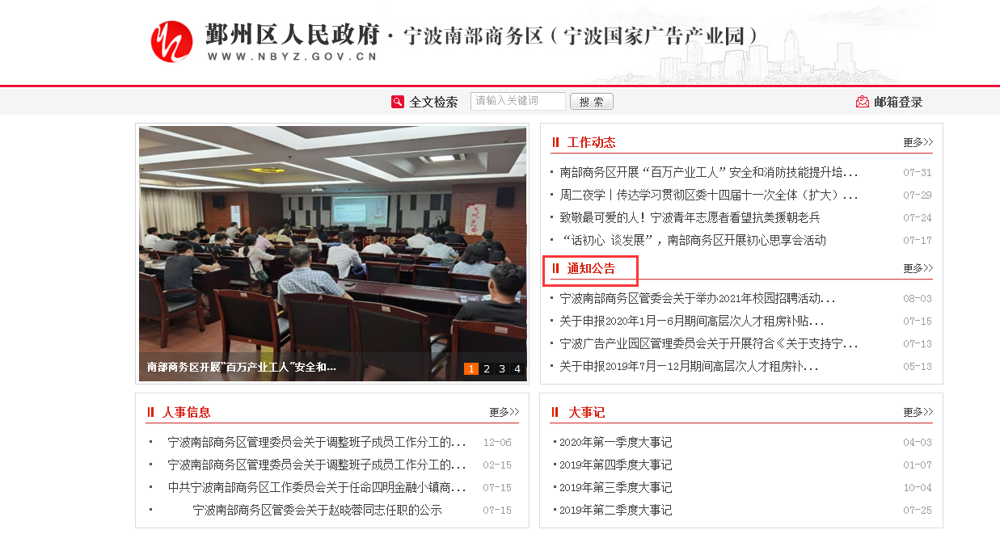 鄞州区人民政府·宁波南部商务区（宁波国家广告产业园）
WWW.NBYZ.GOV.CN
全文检索
请输入关键词
搜 索
邮箱登录
南部商务区开展“百万产业工人”安全和...
1 2 3 4
工作动态
更多>>
· 南部商务区开展“百万产业工人”安全和消防技能提升培... 07-31
· 周二夜学丨传达学习贯彻区委十四届十一次全体（扩大）... 07-29
· 致敬最可爱的人！宁波青年志愿者看望抗美援朝老兵 07-24
· “话初心 谈发展”，南部商务区开展初心思享会活动 07-17
通知公告
更多>>
· 宁波南部商务区管委会关于举办2021年校园招聘活动... 08-03
· 关于申报2020年1月—6月期间高层次人才租房补贴... 07-15
· 宁波广告产业园区管理委员会关于开展符合《关于支持宁... 07-13
· 关于申报2019年7月—12月期间高层次人才租房补... 05-13
人事信息
更多>>
· 宁波南部商务区管理委员会关于调整班子成员工作分工的... 12-06
· 宁波南部商务区管理委员会关于调整班子成员工作分工的... 02-15
· 中共宁波南部商务区工作委员会关于任命四明金融小镇商... 07-15
· 宁波南部商务区管委会关于赵晓蓉同志任职的公示 07-15
大事记
更多>>
·2020年第一季度大事记 04-03
·2019年第四季度大事记 01-07
·2019年第三季度大事记 10-04
·2019年第二季度大事记 07-25